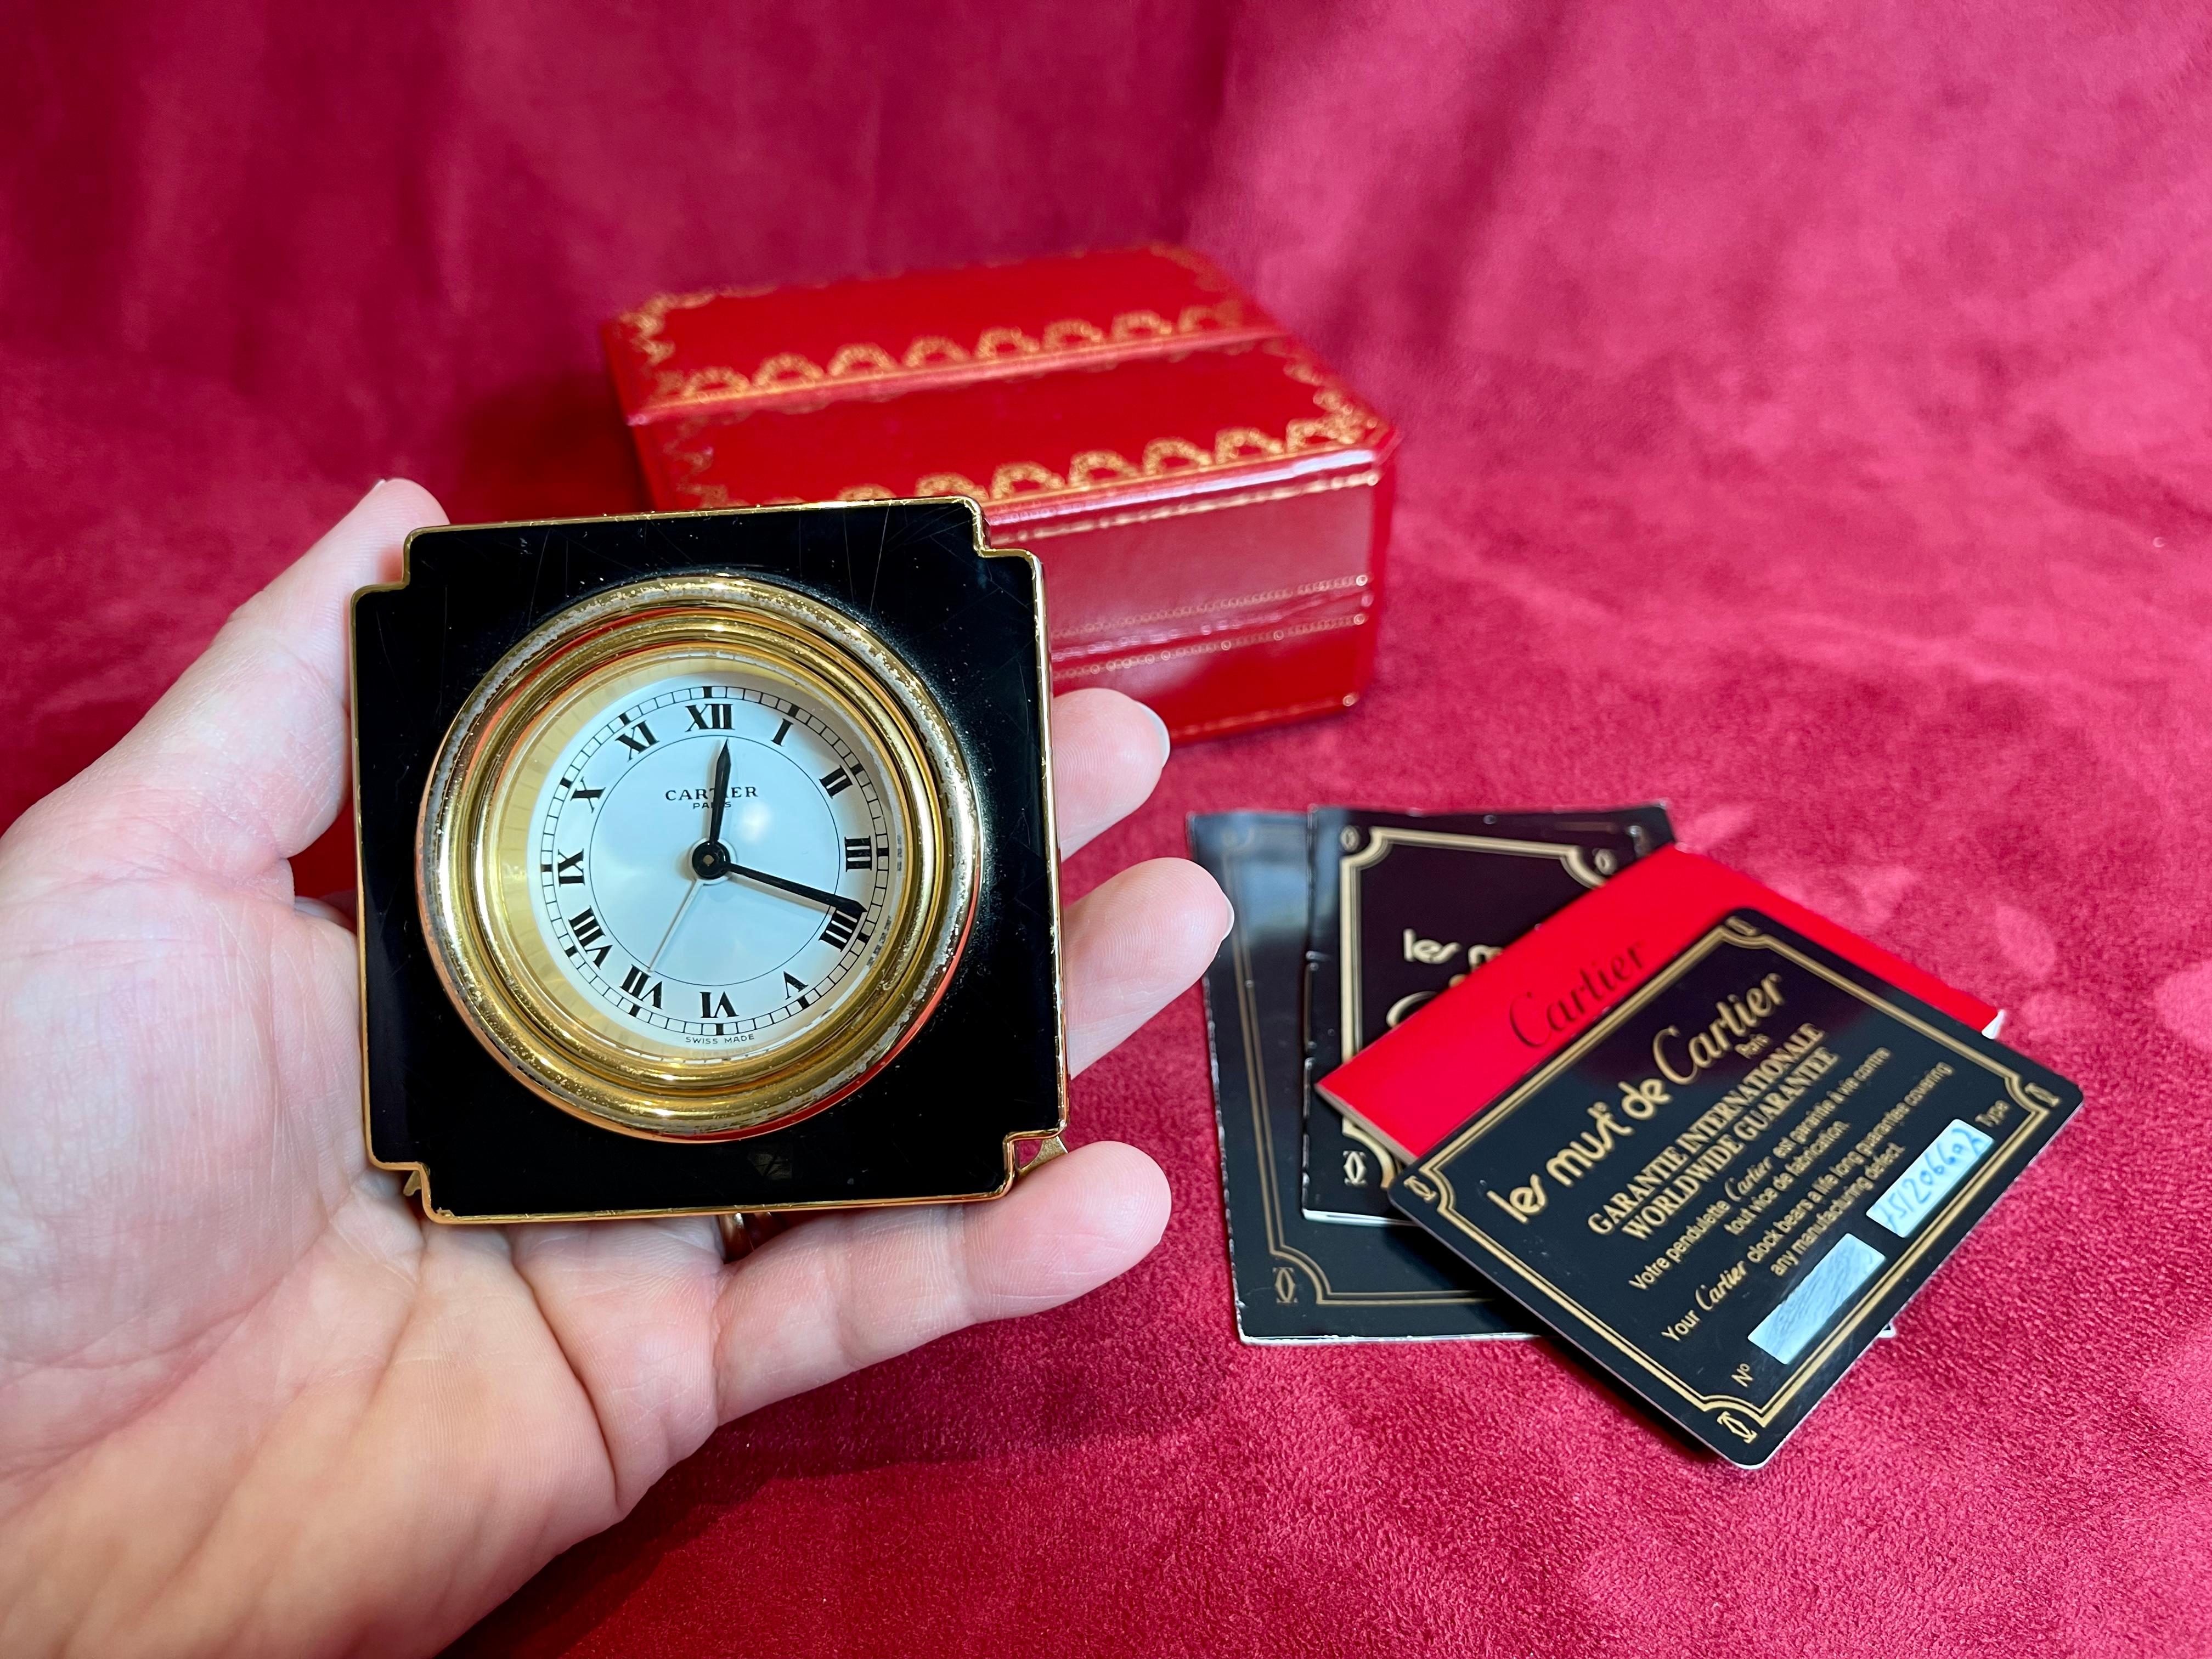 XII
I
II
III
IIII
V
VI
VII
VIII
IX
X
XI
CARTIER
PARIS
SWISS MADE
les m
Cartier
les must de Cartier
Paris
GARANTIE INTERNATIONALE
WORLDWIDE GUARANTEE
Votre pendulette Cartier est garantie à vie contre
tout vice de fabrication.
Your Cartier clock bears a life long guarantee covering
any manufacturing defect.
N° Type